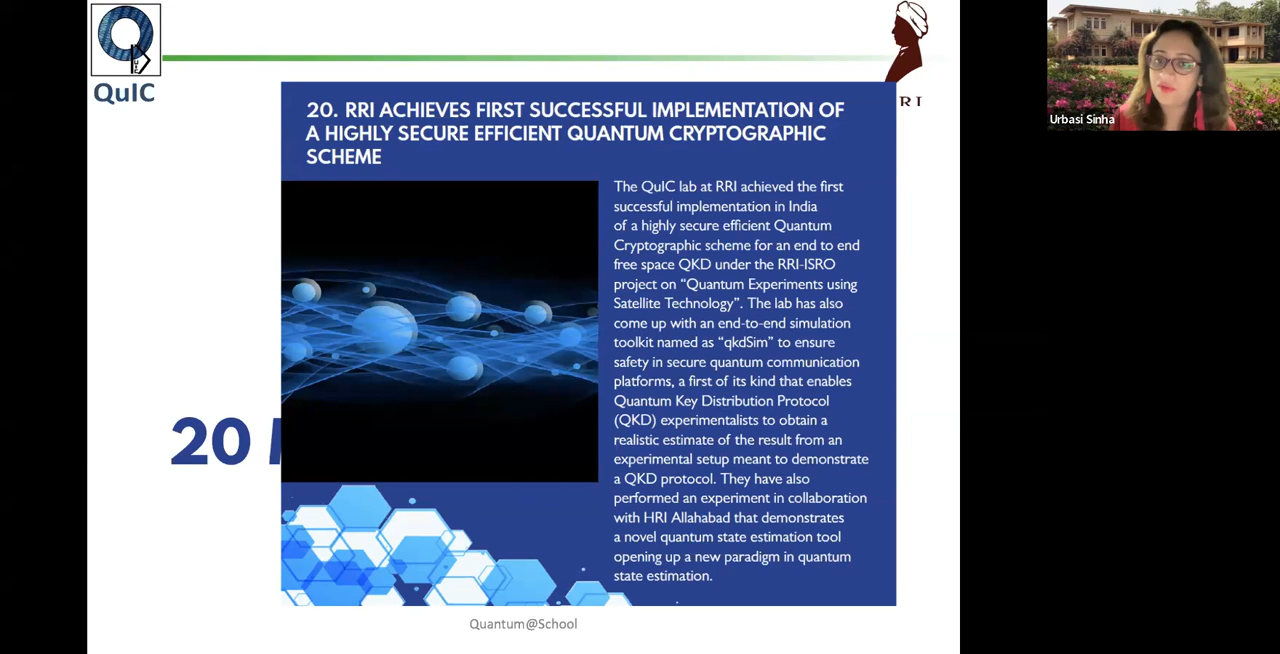 QuIC
R I
Urbasi Sinha
20. RRI ACHIEVES FIRST SUCCESSFUL IMPLEMENTATION OF
A HIGHLY SECURE EFFICIENT QUANTUM CRYPTOGRAPHIC
SCHEME
The QuIC lab at RRI achieved the first
successful implementation in India
of a highly secure efficient Quantum
Cryptographic scheme for an end to end
free space QKD under the RRI-ISRO
project on “Quantum Experiments using
Satellite Technology”. The lab has also
come up with an end-to-end simulation
toolkit named as “qkdSim” to ensure
safety in secure quantum communication
platforms, a first of its kind that enables
Quantum Key Distribution Protocol
(QKD) experimentalists to obtain a
realistic estimate of the result from an
experimental setup meant to demonstrate
a QKD protocol. They have also
performed an experiment in collaboration
with HRI Allahabad that demonstrates
a novel quantum state estimation tool
opening up a new paradigm in quantum
state estimation.
20
Quantum@School